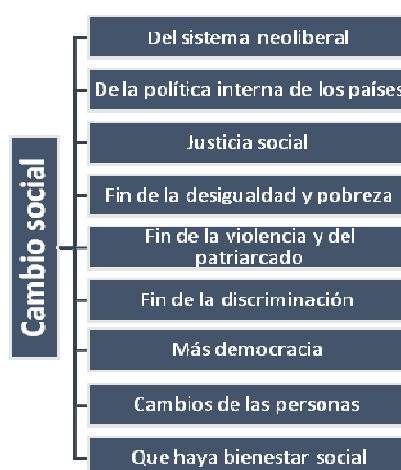 Cambio social
Del sistema neoliberal
De la política interna de los países
Justicia social
Fin de la desigualdad y pobreza
Fin de la violencia y del
patriarcado
Fin de la discriminación
Más democracia
Cambios de las personas
Que haya bienestar social